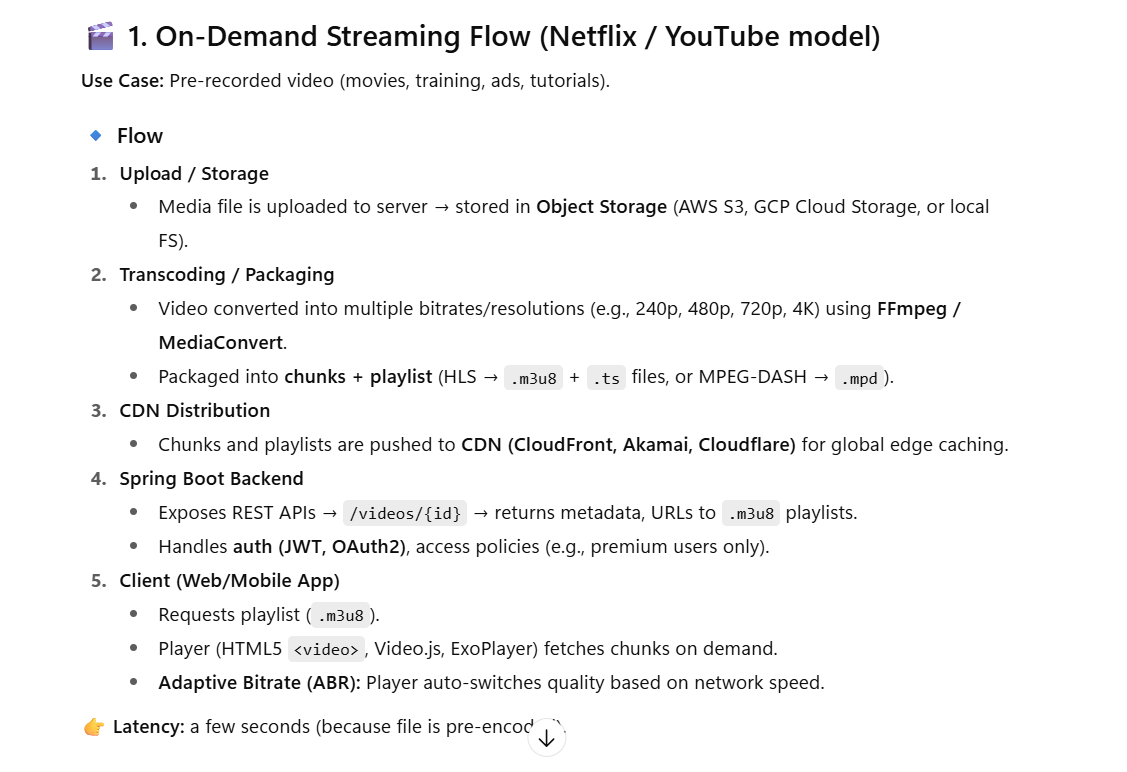 🎬 1. On-Demand Streaming Flow (Netflix / YouTube model)
Use Case: Pre-recorded video (movies, training, ads, tutorials).
🔹 Flow
1. Upload / Storage
• Media file is uploaded to server → stored in Object Storage (AWS S3, GCP Cloud Storage, or local
FS).
2. Transcoding / Packaging
• Video converted into multiple bitrates/resolutions (e.g., 240p, 480p, 720p, 4K) using FFmpeg /
MediaConvert.
• Packaged into chunks + playlist (HLS → .m3u8 + .ts files, or MPEG-DASH → .mpd ).
3. CDN Distribution
• Chunks and playlists are pushed to CDN (CloudFront, Akamai, Cloudflare) for global edge caching.
4. Spring Boot Backend
• Exposes REST APIs → /videos/{id} → returns metadata, URLs to .m3u8 playlists.
• Handles auth (JWT, OAuth2), access policies (e.g., premium users only).
5. Client (Web/Mobile App)
• Requests playlist ( .m3u8 ).
• Player (HTML5 <video> , Video.js, ExoPlayer) fetches chunks on demand.
• Adaptive Bitrate (ABR): Player auto-switches quality based on network speed.
👉 Latency: a few seconds (because file is